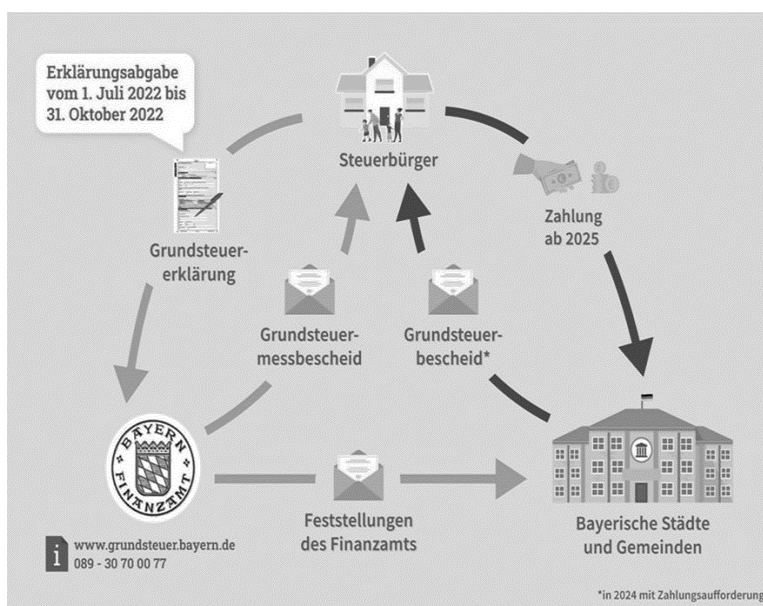 Erklärungsabgabe
vom 1. Juli 2022 bis
31. Oktober 2022
Steuerbürger
Grundsteuer-
erklärung
Zahlung
ab 2025
Grundsteuer-
messbescheid
Grundsteuer-
bescheid*
BAYERN
FINANZAMT
Feststellungen
des Finanzamts
Bayerische Städte
und Gemeinden
i www.grundsteuer.bayern.de
089 - 30 70 00 77
*in 2024 mit Zahlungsaufforderung